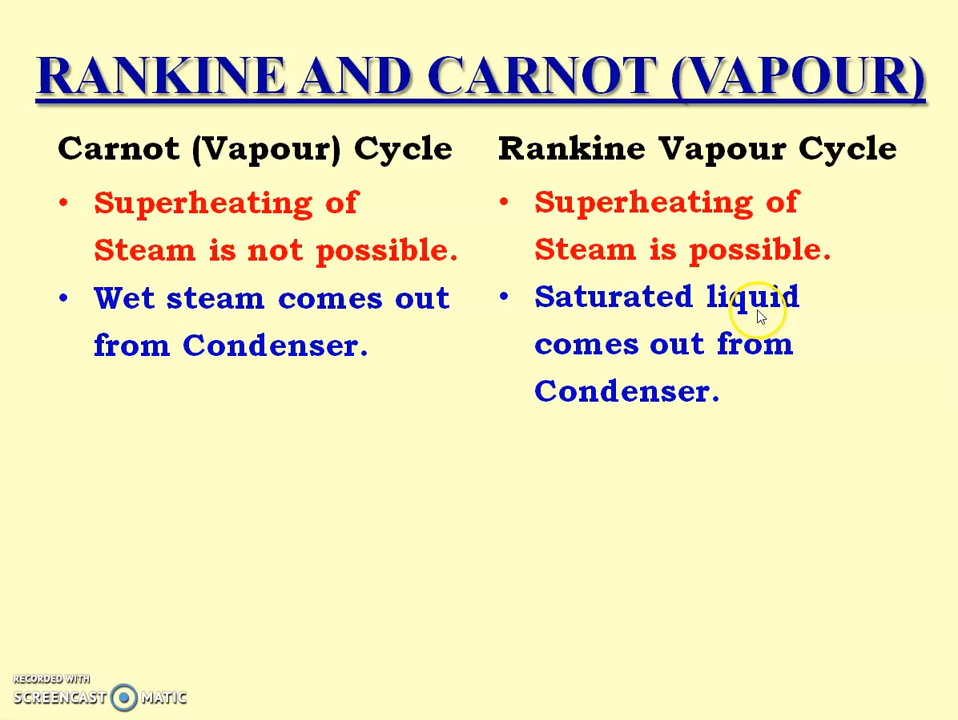 RANKINE AND CARNOT (VAPOUR)
Carnot (Vapour) Cycle
• Superheating of
Steam is not possible.
• Wet steam comes out
from Condenser.
Rankine Vapour Cycle
• Superheating of
Steam is possible.
• Saturated liquid
comes out from
Condenser.
RECORDED WITH
SCREENCAST MATIC